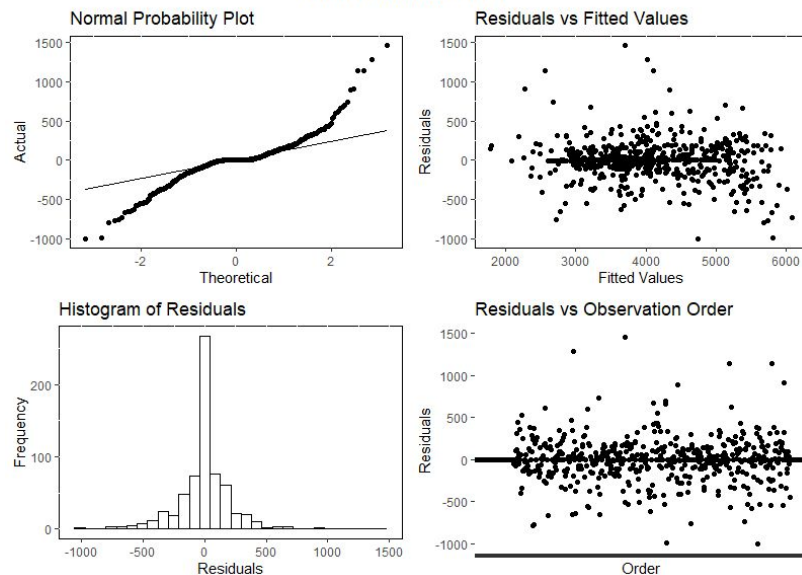 Normal Probability Plot
1500
1000
500
0
-500
-1000
Actual
-2
0
2
Theoretical
Residuals vs Fitted Values
1500
1000
500
0
-500
-1000
Residuals
2000
3000
4000
5000
6000
Fitted Values
Histogram of Residuals
200
100
0
Frequency
-1000
-500
0
500
1000
1500
Residuals
Residuals vs Observation Order
1500
1000
500
0
-500
-1000
Residuals
Order